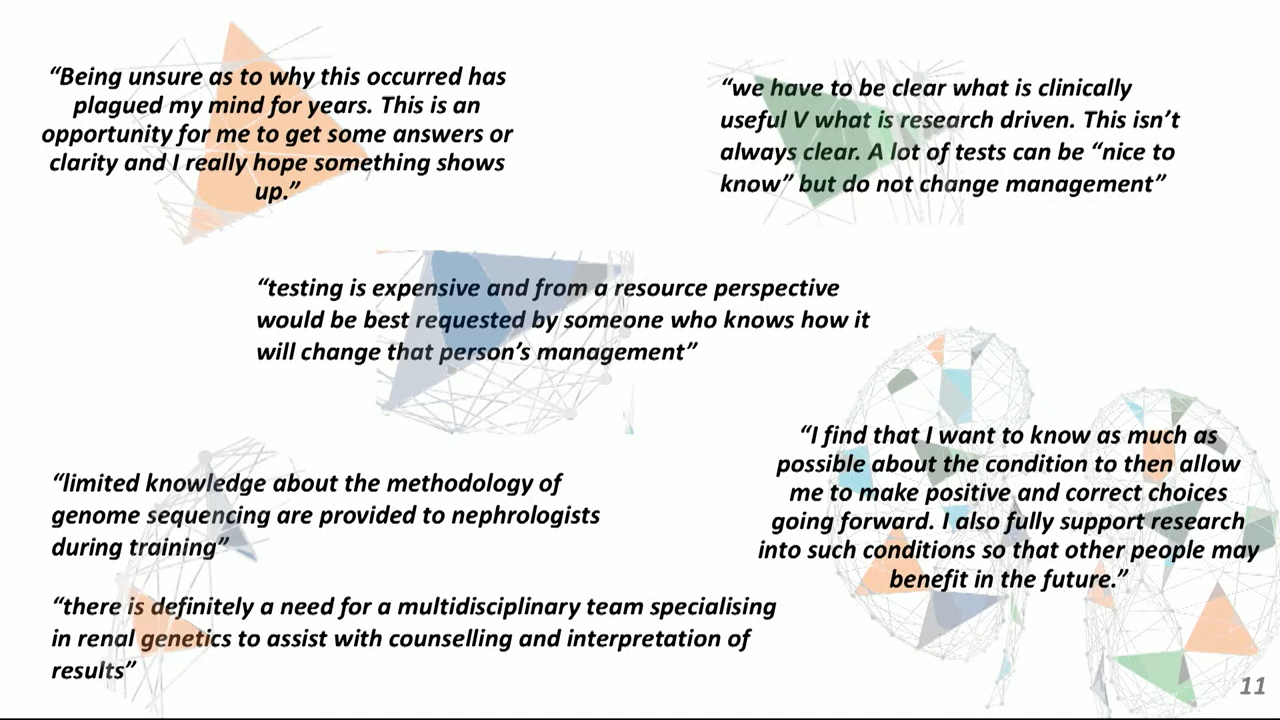 “Being unsure as to why this occurred has
plagued my mind for years. This is an
opportunity for me to get some answers or
clarity and I really hope something shows
up.”
“we have to be clear what is clinically
useful V what is research driven. This isn’t
always clear. A lot of tests can be “nice to
know” but do not change management”
“testing is expensive and from a resource perspective
would be best requested by someone who knows how it
will change that person’s management”
“limited knowledge about the methodology of
genome sequencing are provided to nephrologists
during training”
“there is definitely a need for a multidisciplinary team specialising
in renal genetics to assist with counselling and interpretation of
results”
“I find that I want to know as much as
possible about the condition to then allow
me to make positive and correct choices
going forward. I also fully support research
into such conditions so that other people may
benefit in the future.”
11